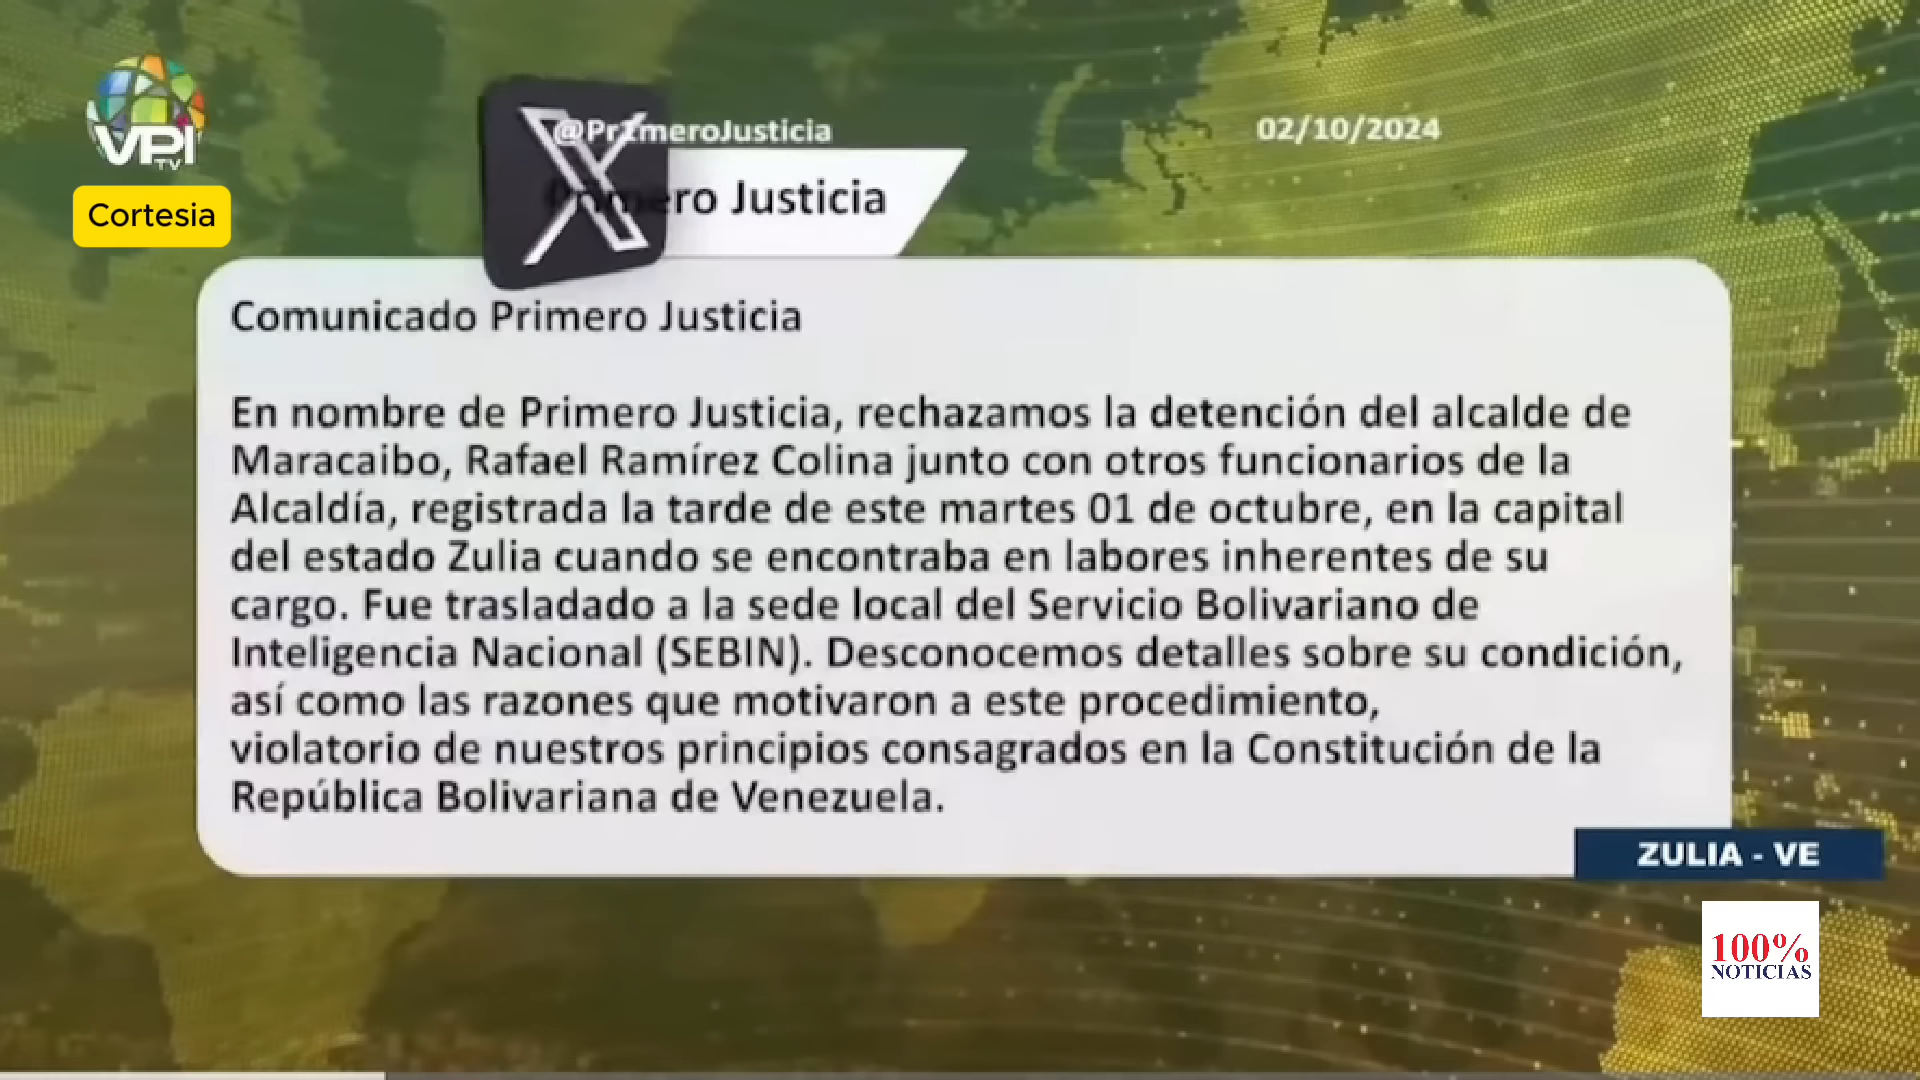 VPI
TV
Cortesia
@Pr1meroJusticia
02/10/2024
Primero Justicia
Comunicado Primero Justicia
En nombre de Primero Justicia, rechazamos la detención del alcalde de
Maracaibo, Rafael Ramírez Colina junto con otros funcionarios de la
Alcaldía, registrada la tarde de este martes 01 de octubre, en la capital
del estado Zulia cuando se encontraba en labores inherentes de su
cargo. Fue trasladado a la sede local del Servicio Bolivariano de
Inteligencia Nacional (SEBIN). Desconocemos detalles sobre su condición,
así como las razones que motivaron a este procedimiento,
violatorio de nuestros principios consagrados en la Constitución de la
República Bolivariana de Venezuela.
ZULIA - VE
100%
NOTICIAS